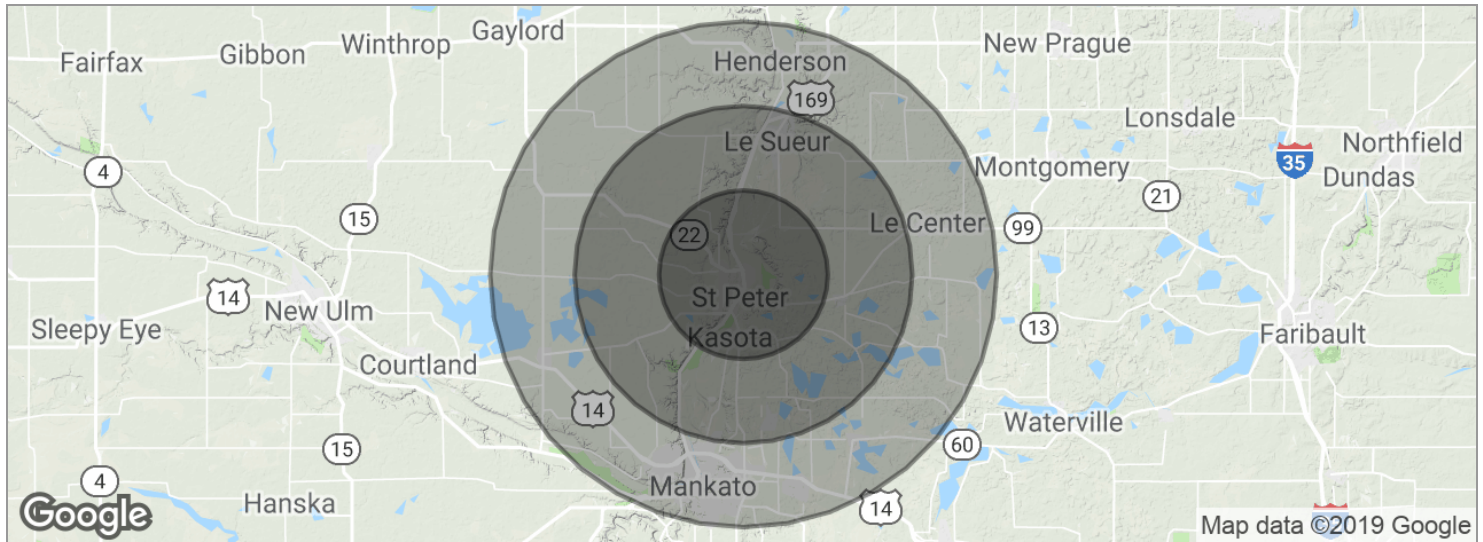 Gaylord
Winthrop
Gibbon
Fairfax
New Prague
Henderson
169
Lonsdale
Le Sueur
Northfield
35
Montgomery
4
Dundas
21
15
Le Center
99
22
14
St Peter
New Ulm
Sleepy Eye
13
Kasota
Faribault
Courtland
14
Waterville
15
60
4
Mankato
Hanska
14
Google
Map data ©2019 Google